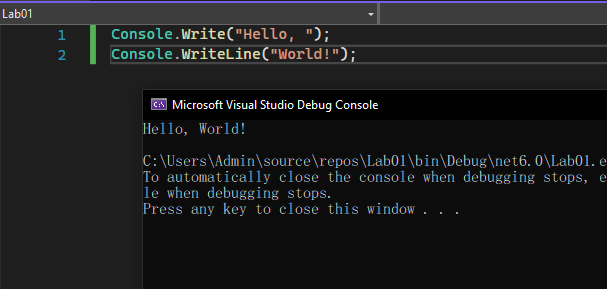 Lab01
1 Console.Write("Hello, ");
2 Console.WriteLine("World!");
C:\ Microsoft Visual Studio Debug Console
Hello, World!
C:\Users\Admin\source\repos\Lab01\bin\Debug\net6.0\Lab01.e
To automatically close the console when debugging stops, e
le when debugging stops.
Press any key to close this window . . .